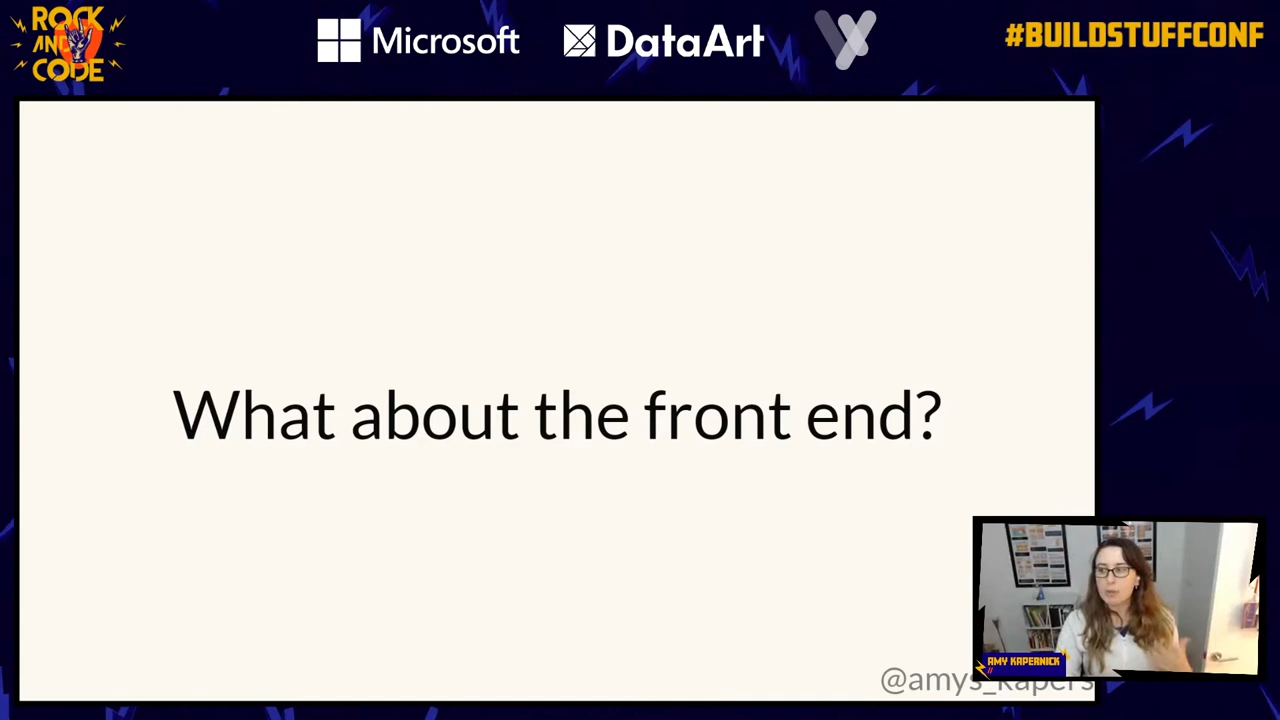 ROCK
AND
CODE
Microsoft
DataArt
#BUILDSTUFFCONF
What about the front end?
AMY KAPERNICK
//
@amys_kapers